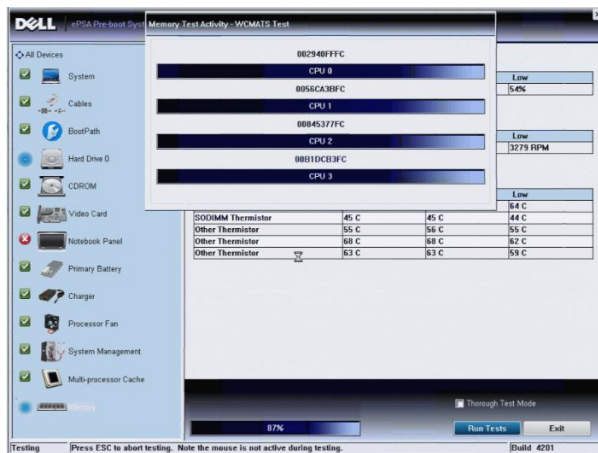 DELL
ePSA Pre-boot Syst
Memory Test Activity - WCMATS Test
002940FFFC
CPU 0
0056CA3BFC
CPU 1
00845377FC
CPU 2
00B1DCB3FC
CPU 3
All Devices
System
Cables
BootPath
Hard Drive 0
CDROM
Video Card
Notebook Panel
Primary Battery
Charger
Processor Fan
System Management
Multi-processor Cache
Memory
Low
54%
Low
3279 RPM
Low
64 C
SODIMM Thermistor 45 C 45 C 44 C
Other Thermistor 55 C 56 C 55 C
Other Thermistor 68 C 68 C 62 C
Other Thermistor 63 C 63 C 59 C
Thorough Test Mode
87%
Run Tests
Exit
Testing
Press ESC to abort testing. Note the mouse is not active during testing.
Build 4201